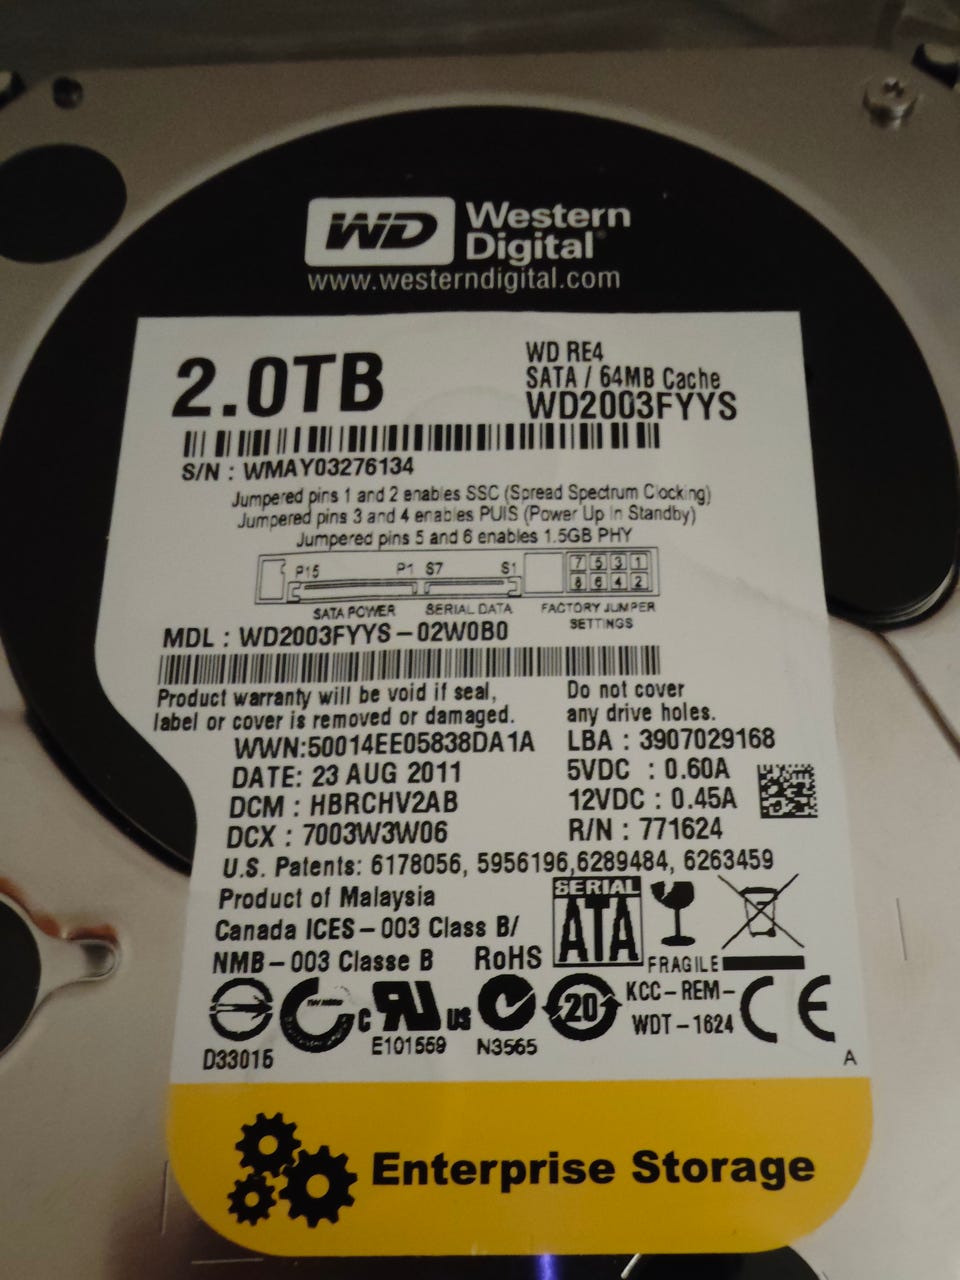 WD Western
Digital®
www.westerndigital.com
2.0TB
WD RE4
SATA / 64MB Cache
WD2003FYYS
S/N : WMAY03276134
Jumpered pins 1 and 2 enables SSC (Spread Spectrum Clocking)
Jumpered pins 3 and 4 enables PUIS (Power Up In Standby)
Jumpered pins 5 and 6 enables 1.5GB PHY
P15 P1 S7 S1 7 5 3 1
8 6 4 2
SATA POWER SERIAL DATA FACTORY JUMPER
SETTINGS
MDL : WD2003FYYS-02W0B0
Product warranty will be void if seal,
label or cover is removed or damaged.
Do not cover
any drive holes.
WWN:50014EE05838DA1A LBA : 3907029168
DATE: 23 AUG 2011 5VDC : 0.60A
DCM : HBRCHV2AB 12VDC : 0.45A
DCX : 7003W3W06 R/N : 771624
U.S. Patents: 6178056, 5956196,6289484, 6263459
Product of Malaysia
Canada ICES-003 Class B/
NMB-003 Classe B RoHS
SERIAL
ATA
FRAGILE
D33015
c RU US
E101559
N3565
20
KCC-REM-
WDT-1624
CE
A
Enterprise Storage